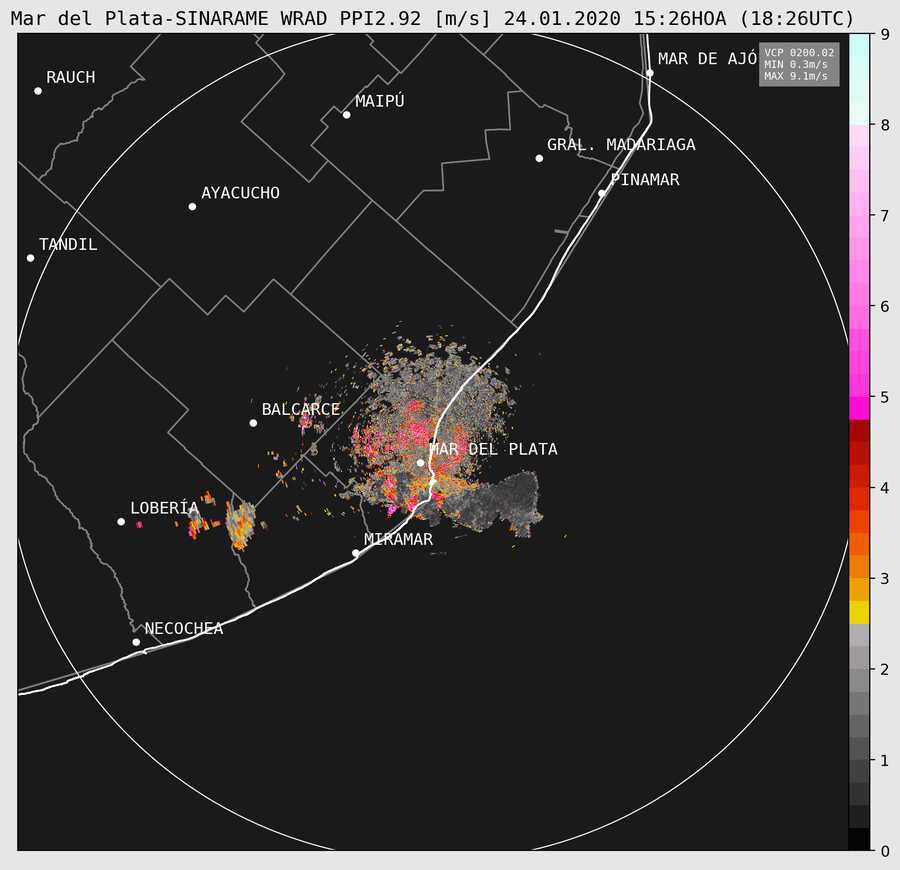 Mar del Plata-SINARAME WRAD PPI2.92 [m/s] 24.01.2020 15:26HOA (18:26UTC)
VCP 0200.02
MIN 0.3m/s
MAX 9.1m/s
MAR DE AJÓ
RAUCH
MAIPÚ
GRAL. MADARIAGA
PINAMAR
AYACUCHO
TANDIL
BALCARCE
MAR DEL PLATA
LOBERÍA
MIRAMAR
NECOCHEA
9
8
7
6
5
4
3
2
1
0